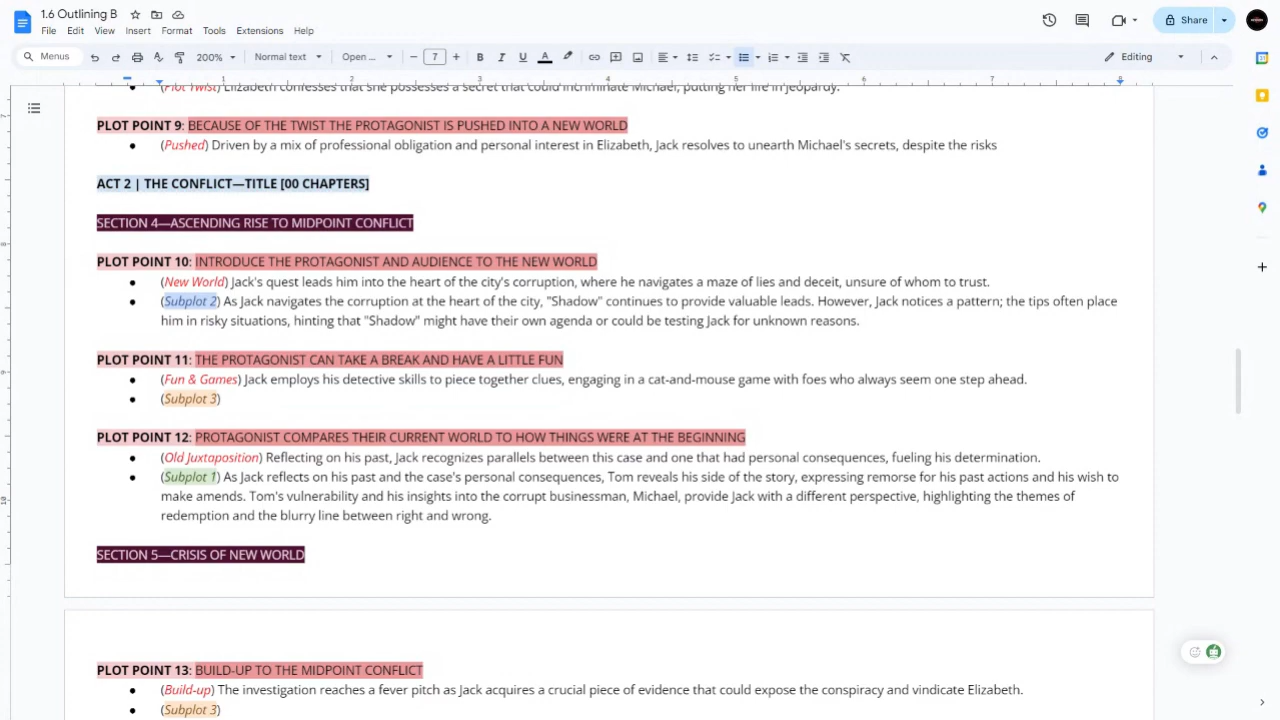 1.6 Outlining B
File Edit View Insert Format Tools Extensions Help
Share
Menus
200%
Normal text
Open ...
7
Editing
1 2 3 4 5 6 7
(Plot Twist) Elizabeth confesses that she possesses a secret that could incriminate Michael, putting her life in jeopardy.
PLOT POINT 9: BECAUSE OF THE TWIST THE PROTAGONIST IS PUSHED INTO A NEW WORLD
● (Pushed) Driven by a mix of professional obligation and personal interest in Elizabeth, Jack resolves to unearth Michael's secrets, despite the risks
ACT 2 | THE CONFLICT—TITLE [00 CHAPTERS]
SECTION 4—ASCENDING RISE TO MIDPOINT CONFLICT
PLOT POINT 10: INTRODUCE THE PROTAGONIST AND AUDIENCE TO THE NEW WORLD
● (New World) Jack's quest leads him into the heart of the city's corruption, where he navigates a maze of lies and deceit, unsure of whom to trust.
● (Subplot 2) As Jack navigates the corruption at the heart of the city, "Shadow" continues to provide valuable leads. However, Jack notices a pattern; the tips often place
him in risky situations, hinting that "Shadow" might have their own agenda or could be testing Jack for unknown reasons.
PLOT POINT 11: THE PROTAGONIST CAN TAKE A BREAK AND HAVE A LITTLE FUN
● (Fun & Games) Jack employs his detective skills to piece together clues, engaging in a cat-and-mouse game with foes who always seem one step ahead.
● (Subplot 3)
PLOT POINT 12: PROTAGONIST COMPARES THEIR CURRENT WORLD TO HOW THINGS WERE AT THE BEGINNING
● (Old Juxtaposition) Reflecting on his past, Jack recognizes parallels between this case and one that had personal consequences, fueling his determination.
● (Subplot 1) As Jack reflects on his past and the case's personal consequences, Tom reveals his side of the story, expressing remorse for his past actions and his wish to
make amends. Tom's vulnerability and his insights into the corrupt businessman, Michael, provide Jack with a different perspective, highlighting the themes of
redemption and the blurry line between right and wrong.
SECTION 5—CRISIS OF NEW WORLD
PLOT POINT 13: BUILD-UP TO THE MIDPOINT CONFLICT
● (Build-up) The investigation reaches a fever pitch as Jack acquires a crucial piece of evidence that could expose the conspiracy and vindicate Elizabeth.
● (Subplot 3)